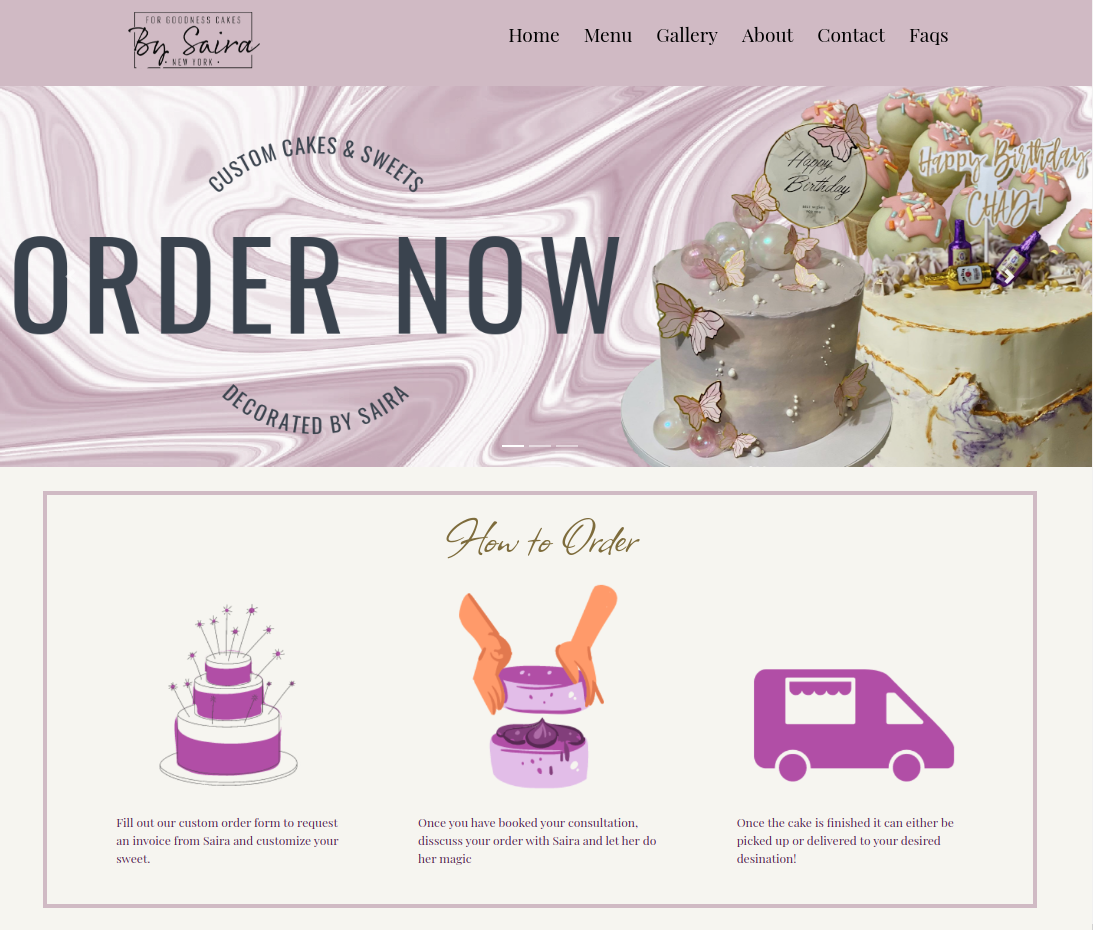 FOR GOODNESS CAKES
By Saira
• NEW YORK •
Home Menu Gallery About Contact Faqs
CUSTOM CAKES & SWEETS
ORDER NOW
DECORATED BY SAIRA
Happy
Birthday
Happy Birthday
CHAD!
How to Order
Fill out our custom order form to request
an invoice from Saira and customize your
sweet.
Once you have booked your consultation,
disscuss your order with Saira and let her do
her magic
Once the cake is finished it can either be
picked up or delivered to your desired
desination!